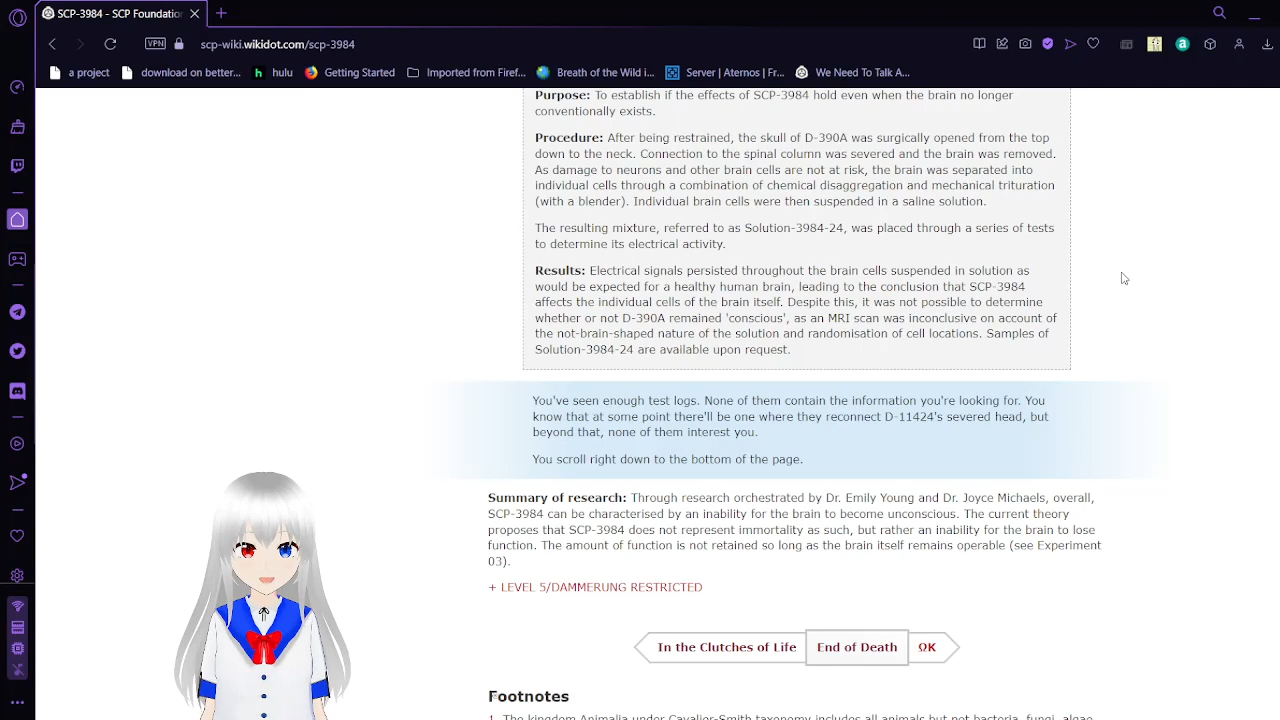 SCP-3984 - SCP Foundation
VPN
scp-wiki.wikidot.com/scp-3984
a project
download on better...
h hulu
Getting Started
Imported from Firef...
Breath of the Wild i...
Server | Aternos | Fr...
We Need To Talk A...
Purpose: To establish if the effects of SCP-3984 hold even when the brain no longer
conventionally exists.
Procedure: After being restrained, the skull of D-390A was surgically opened from the top
down to the neck. Connection to the spinal column was severed and the brain was removed.
As damage to neurons and other brain cells are not at risk, the brain was separated into
individual cells through a combination of chemical disaggregation and mechanical trituration
(with a blender). Individual brain cells were then suspended in a saline solution.
The resulting mixture, referred to as Solution-3984-24, was placed through a series of tests
to determine its electrical activity.
Results: Electrical signals persisted throughout the brain cells suspended in solution as
would be expected for a healthy human brain, leading to the conclusion that SCP-3984
affects the individual cells of the brain itself. Despite this, it was not possible to determine
whether or not D-390A remained 'conscious', as an MRI scan was inconclusive on account of
the not-brain-shaped nature of the solution and randomisation of cell locations. Samples of
Solution-3984-24 are available upon request.
You've seen enough test logs. None of them contain the information you're looking for. You
know that at some point there'll be one where they reconnect D-11424's severed head, but
beyond that, none of them interest you.
You scroll right down to the bottom of the page.
Summary of research: Through research orchestrated by Dr. Emily Young and Dr. Joyce Michaels, overall,
SCP-3984 can be characterised by an inability for the brain to become unconscious. The current theory
proposes that SCP-3984 does not represent immortality as such, but rather an inability for the brain to lose
function. The amount of function is not retained so long as the brain itself remains operable (see Experiment
03).
+ LEVEL 5/DAMMERUNG RESTRICTED
In the Clutches of Life
End of Death
ΩK
Footnotes
1. The kingdom Animalia under Cavalier-Smith taxonomy includes all animals but not bacteria, fungi, algae